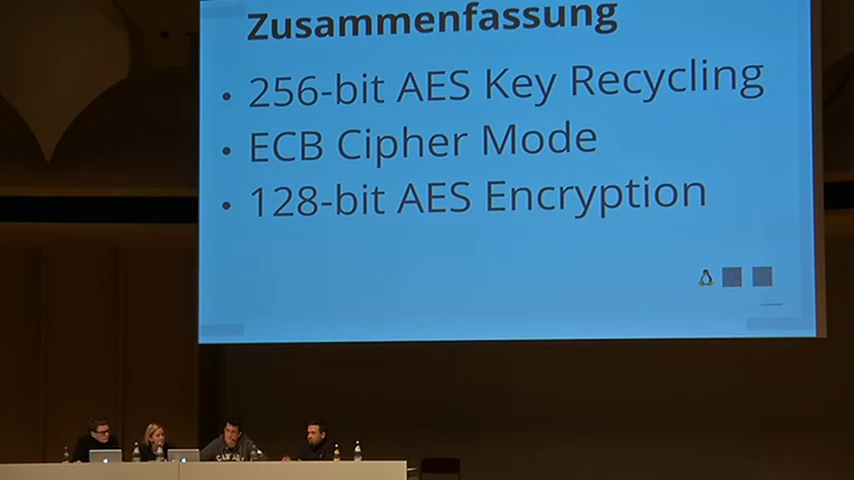 Zusammenfassung
• 256-bit AES Key Recycling
• ECB Cipher Mode
• 128-bit AES Encryption